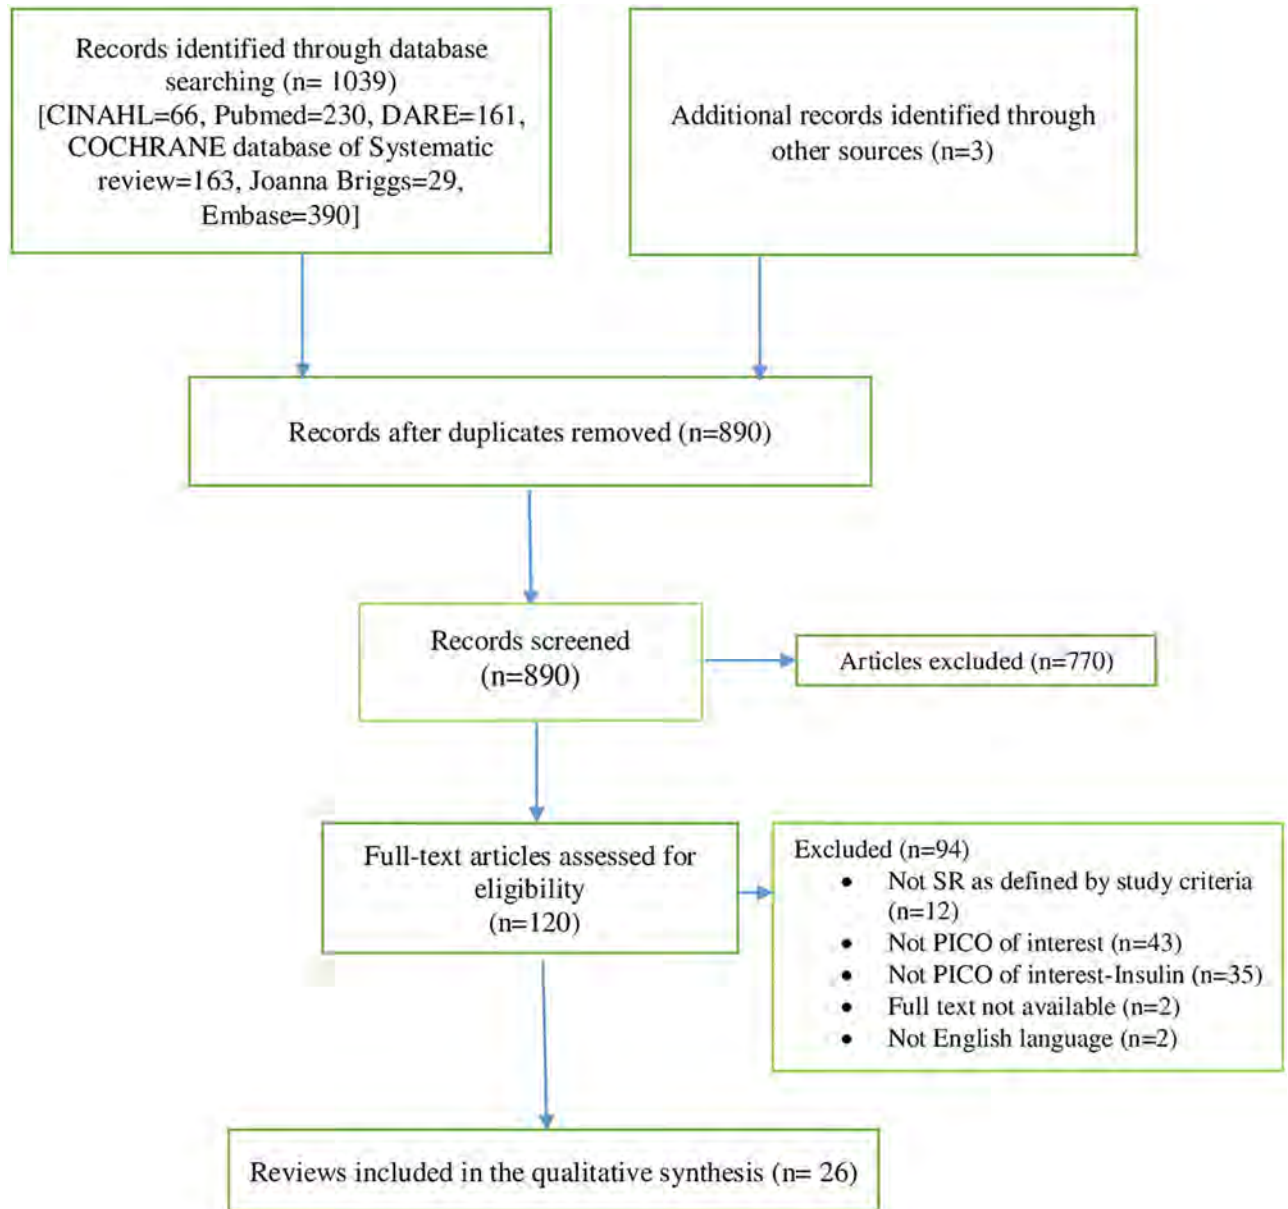 Records identified through database
searching (n= 1039)
[CINAHL=66, Pubmed=230, DARE=161,
COCHRANE database of Systematic
review=163, Joanna Briggs=29,
Embase=390]
Additional records identified through
other sources (n=3)
Records after duplicates removed (n=890)
Records screened
(n=890)
Articles excluded (n=770)
Full-text articles assessed for
eligibility
(n=120)
Excluded (n=94)
• Not SR as defined by study criteria
(n=12)
• Not PICO of interest (n=43)
• Not PICO of interest-Insulin (n=35)
• Full text not available (n=2)
• Not English language (n=2)
Reviews included in the qualitative synthesis (n= 26)